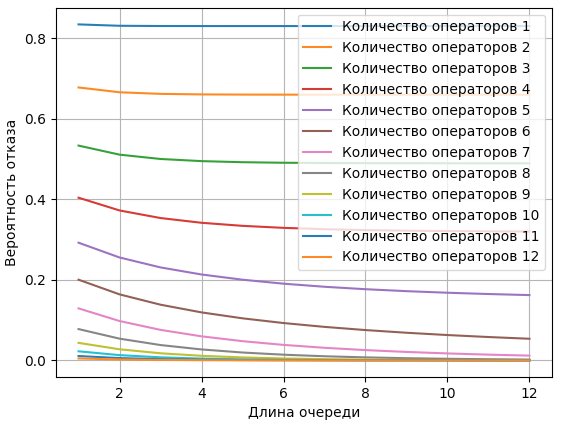 0.8
0.6
0.4
0.2
0.0
Вероятность отказа
Количество операторов 1
Количество операторов 2
Количество операторов 3
Количество операторов 4
Количество операторов 5
Количество операторов 6
Количество операторов 7
Количество операторов 8
Количество операторов 9
Количество операторов 10
Количество операторов 11
Количество операторов 12
2 4 6 8 10 12
Длина очереди